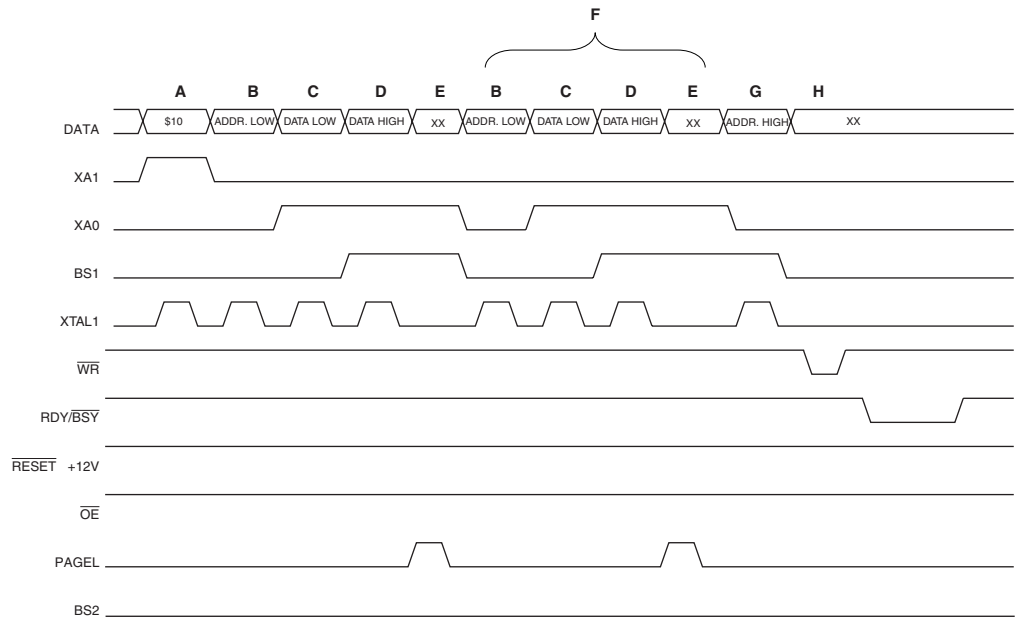 F
A B C D E B C D E G H
DATA $10 ADDR. LOW DATA LOW DATA HIGH XX ADDR. LOW DATA LOW DATA HIGH XX ADDR. HIGH XX
XA1
XA0
BS1
XTAL1
WR
RDY/BSY
RESET +12V
OE
PAGEL
BS2